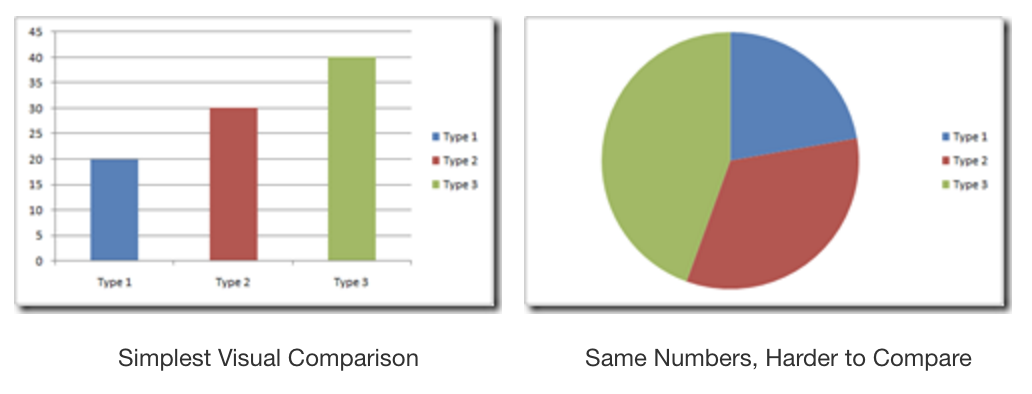 45
40
35
30
25
20
15
10
5
0
Type 1
Type 2
Type 3
Type 1
Type 2
Type 3
Simplest Visual Comparison
Type 1
Type 2
Type 3
Same Numbers, Harder to Compare